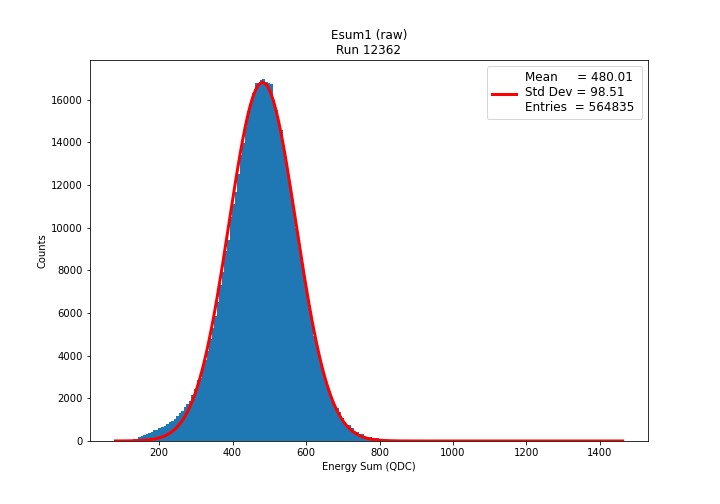 Esum1 (raw)
Run 12362
Mean = 480.01
Std Dev = 98.51
Entries = 564835
16000
14000
12000
10000
8000
6000
4000
2000
0
Counts
200 400 600 800 1000 1200 1400
Energy Sum (QDC)